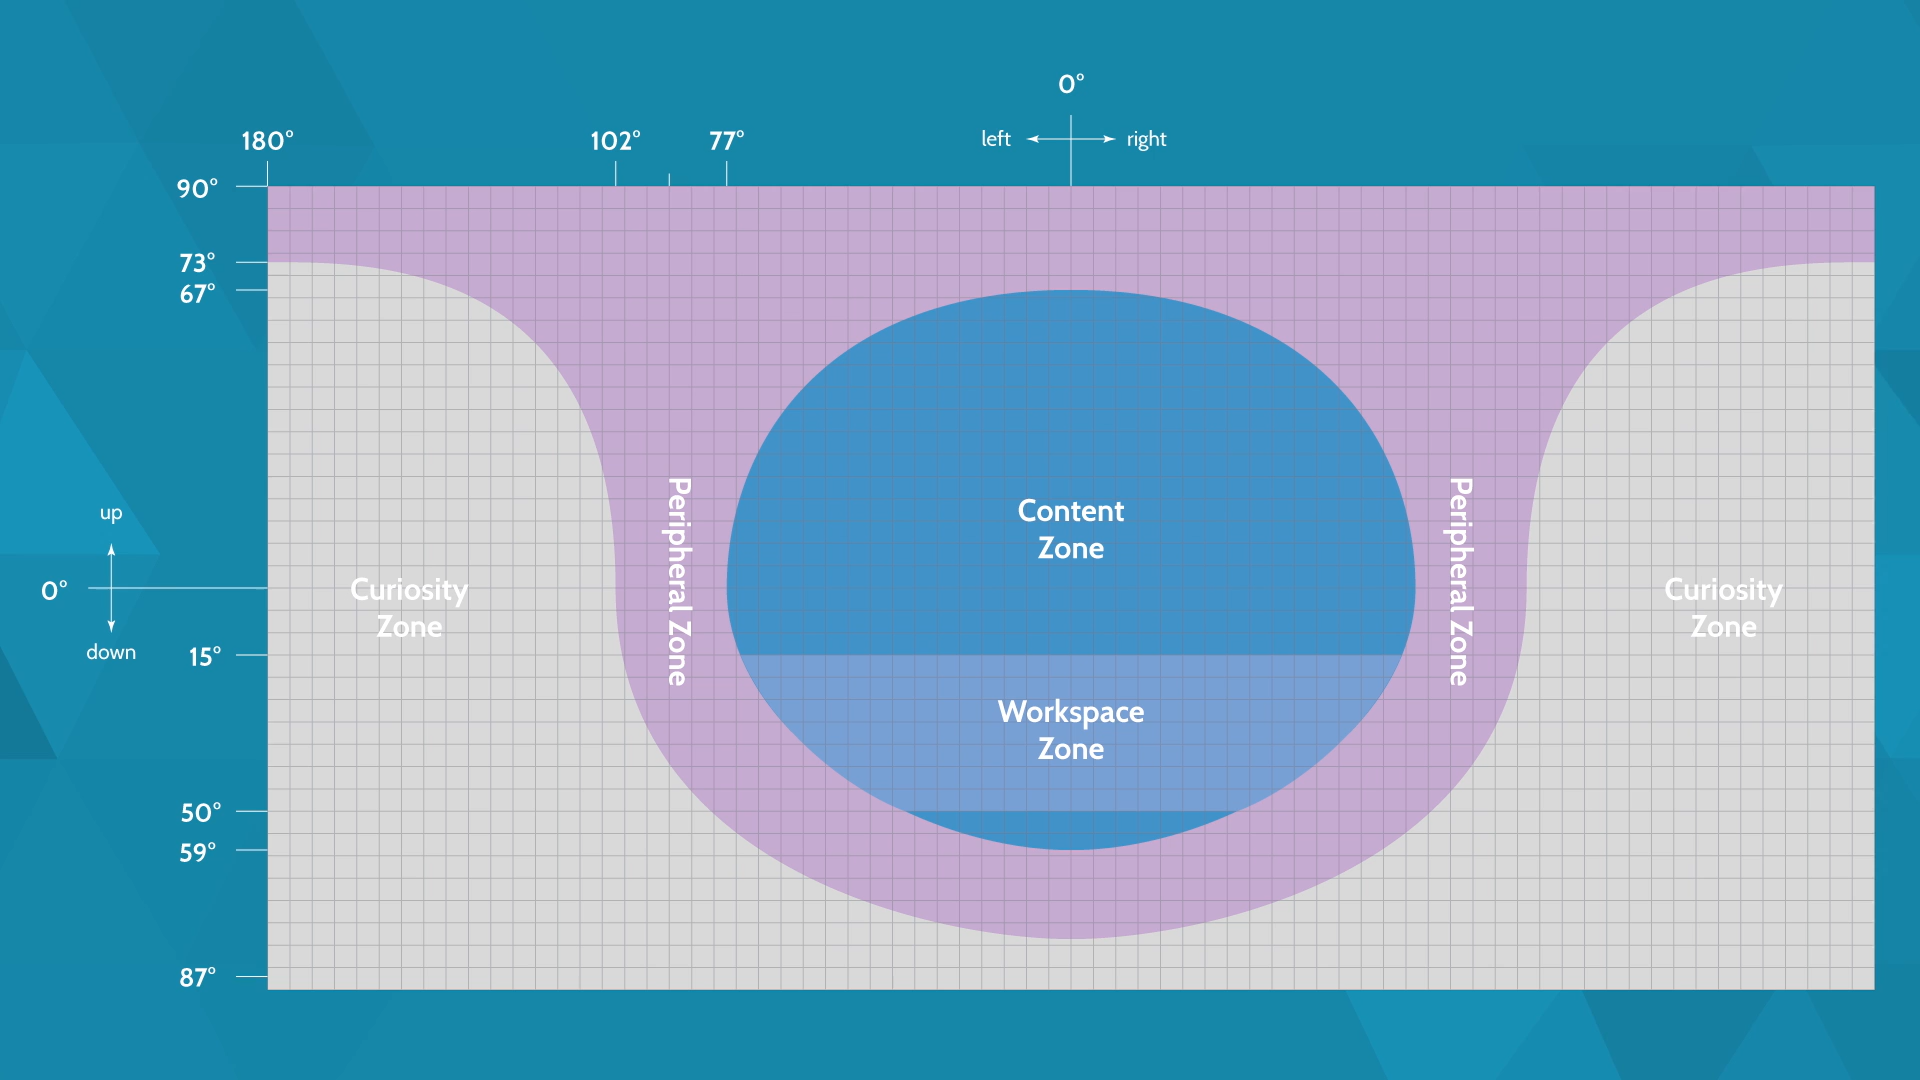 0°
left
right
180°
102°
77°
90°
73°
67°
Content
Zone
Peripheral Zone
Peripheral Zone
up
0°
down
Curiosity
Zone
Curiosity
Zone
15°
Workspace
Zone
50°
59°
87°